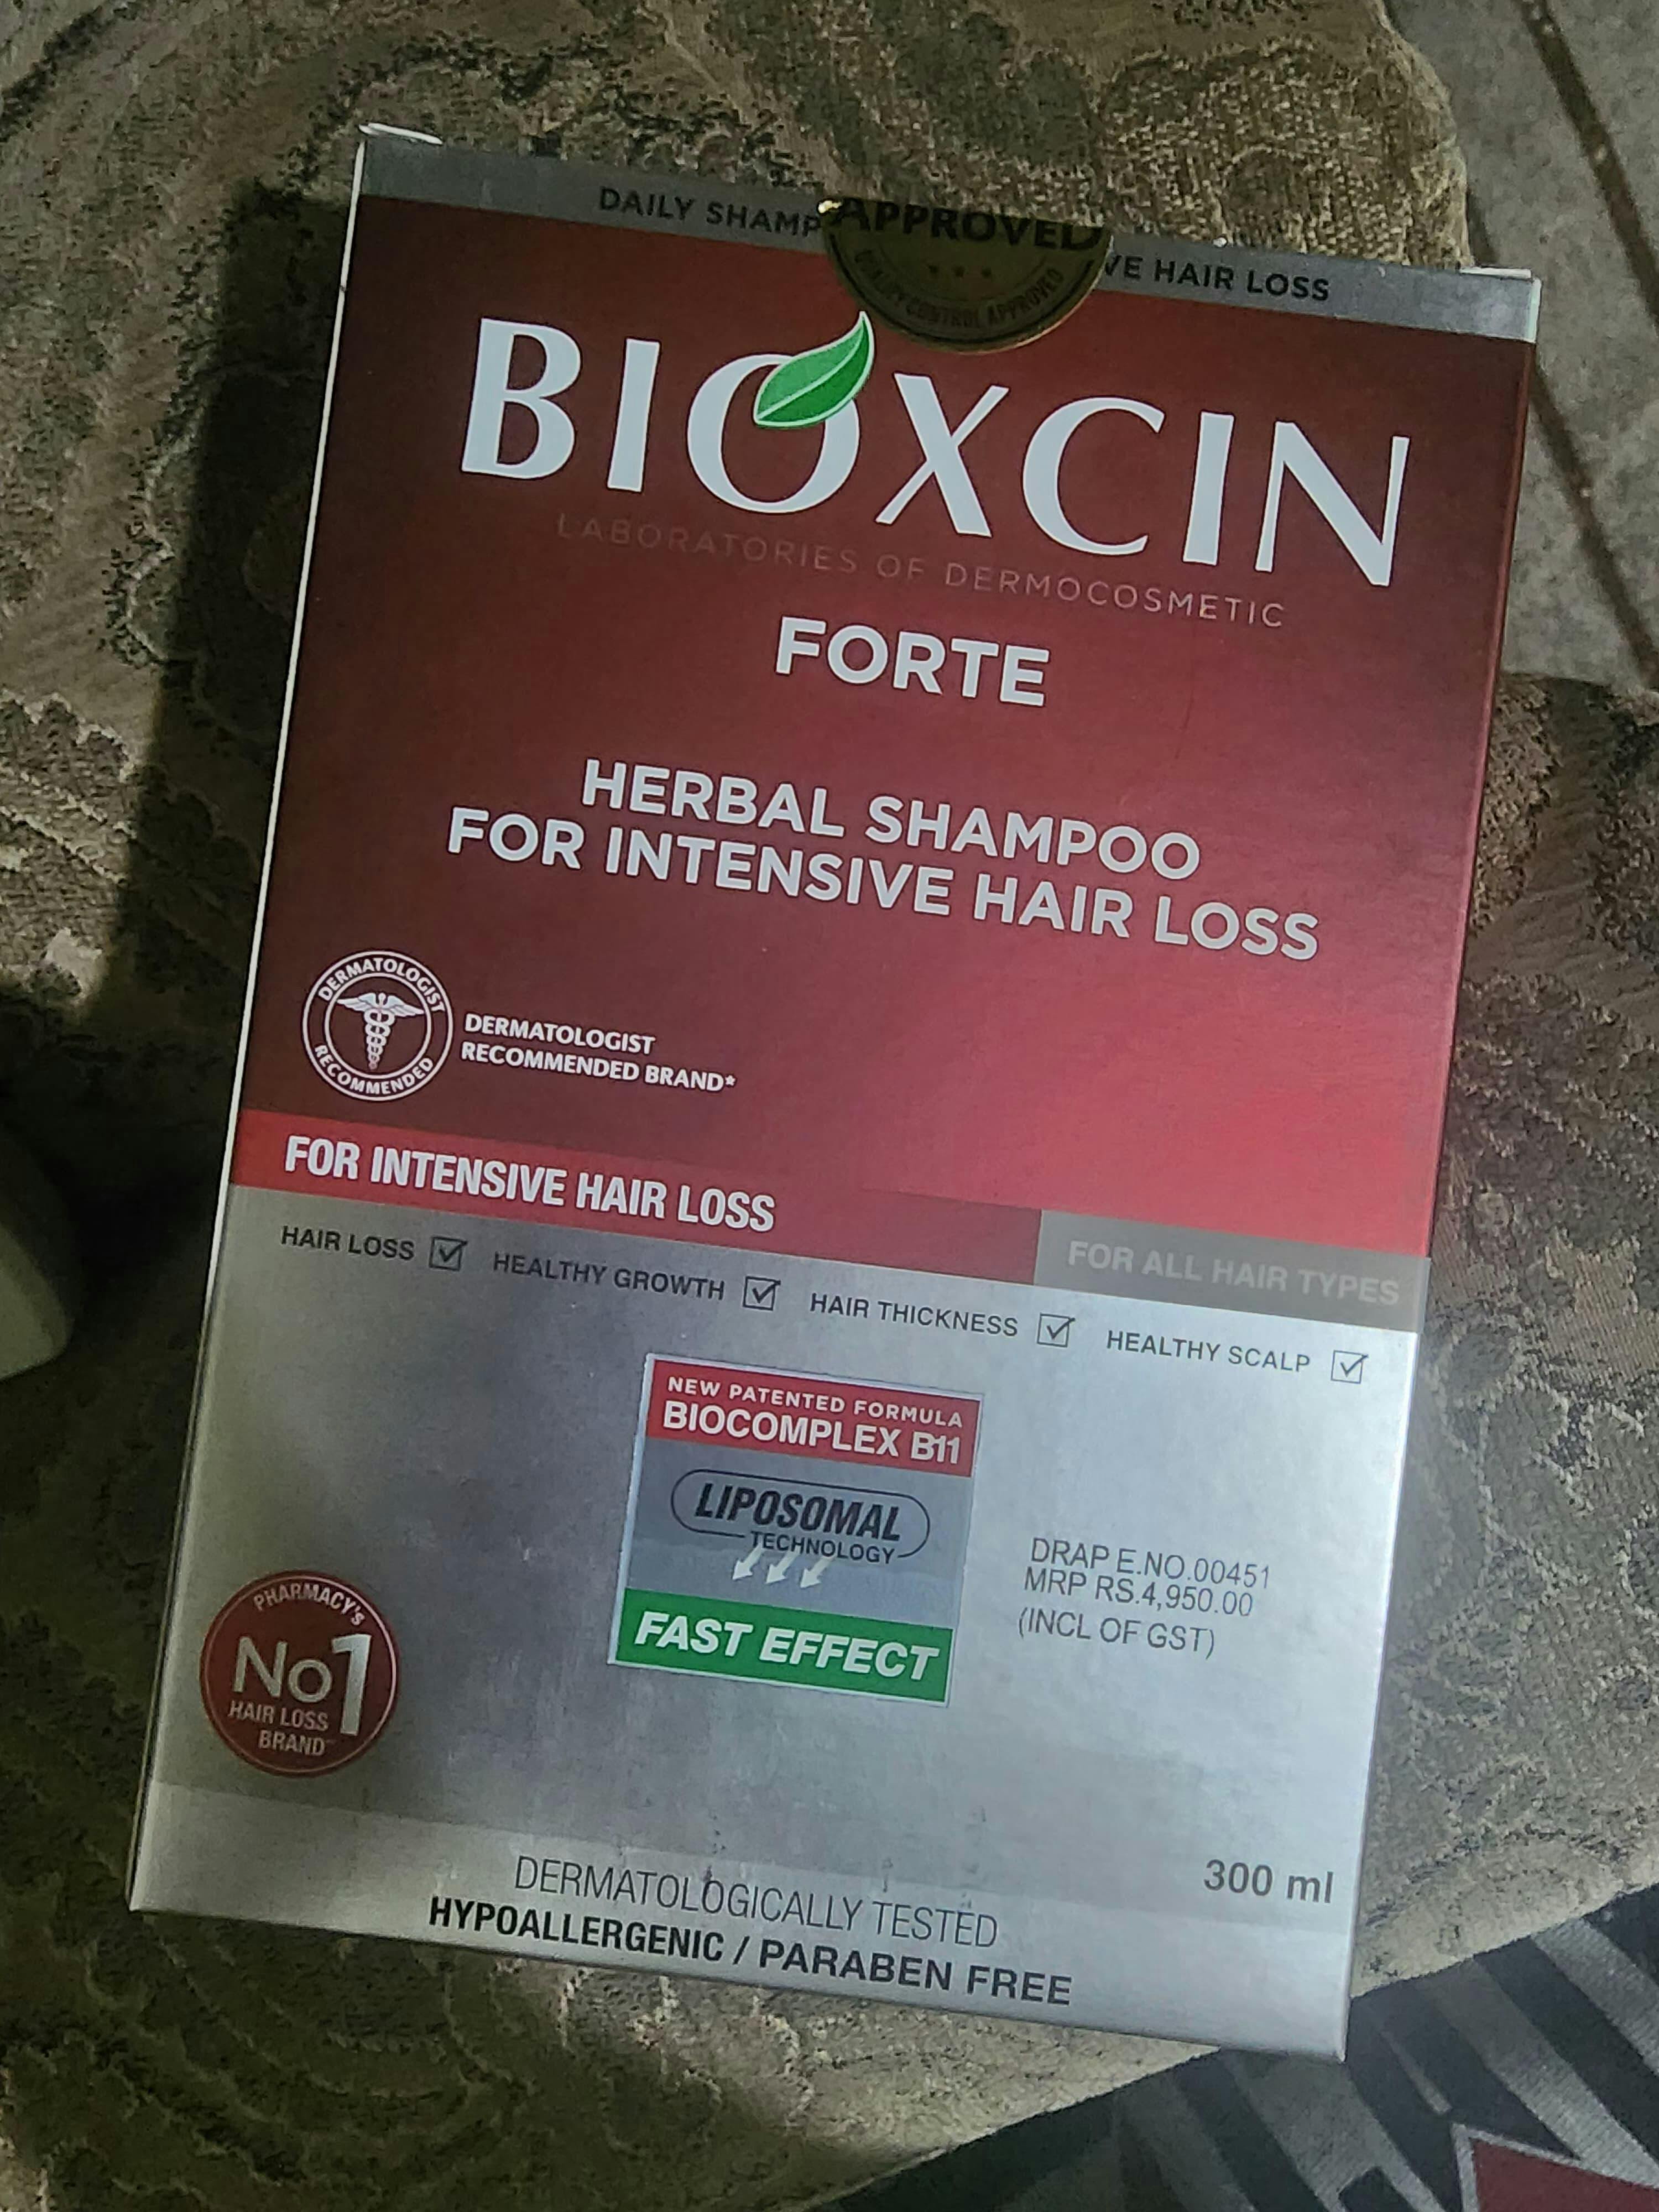 DAILY SHAMP
VE HAIR LOSS
APPROVED
QUALITY CONTROL APPROVED
BIOXCIN
LABORATORIES OF DERMOCOSMETIC
FORTE
HERBAL SHAMPOO
FOR INTENSIVE HAIR LOSS
DERMATOLOGIST
RECOMMENDED
DERMATOLOGIST
RECOMMENDED BRAND*
FOR INTENSIVE HAIR LOSS
FOR ALL HAIR TYPES
HAIR LOSS HEALTHY GROWTH HAIR THICKNESS HEALTHY SCALP
NEW PATENTED FORMULA
BIOCOMPLEX B11
LIPOSOMAL
TECHNOLOGY
FAST EFFECT
DRAP E.NO.00451
MRP RS.4,950.00
(INCL OF GST)
PHARMACY's
No1
HAIR LOSS
BRAND
300 ml
DERMATOLOGICALLY TESTED
HYPOALLERGENIC / PARABEN FREE